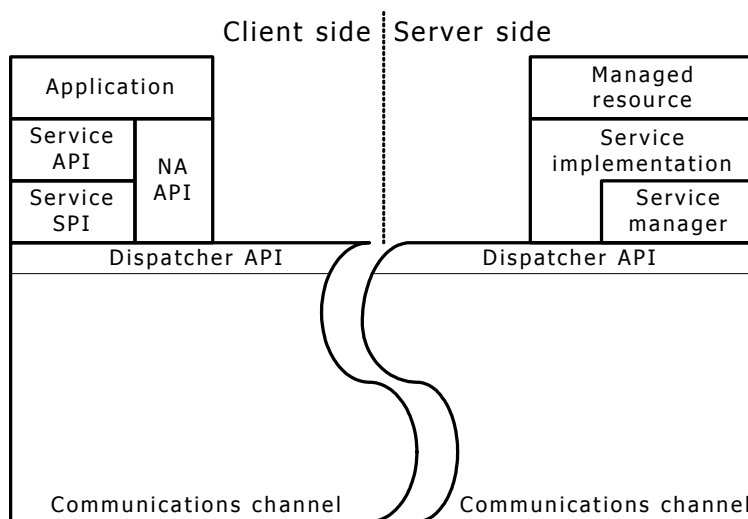 Client side
Server side
Application
Service
API
NA
API
Service
SPI
Managed
resource
Service
implementation
Service
manager
Dispatcher API
Dispatcher API
Communications channel
Communications channel